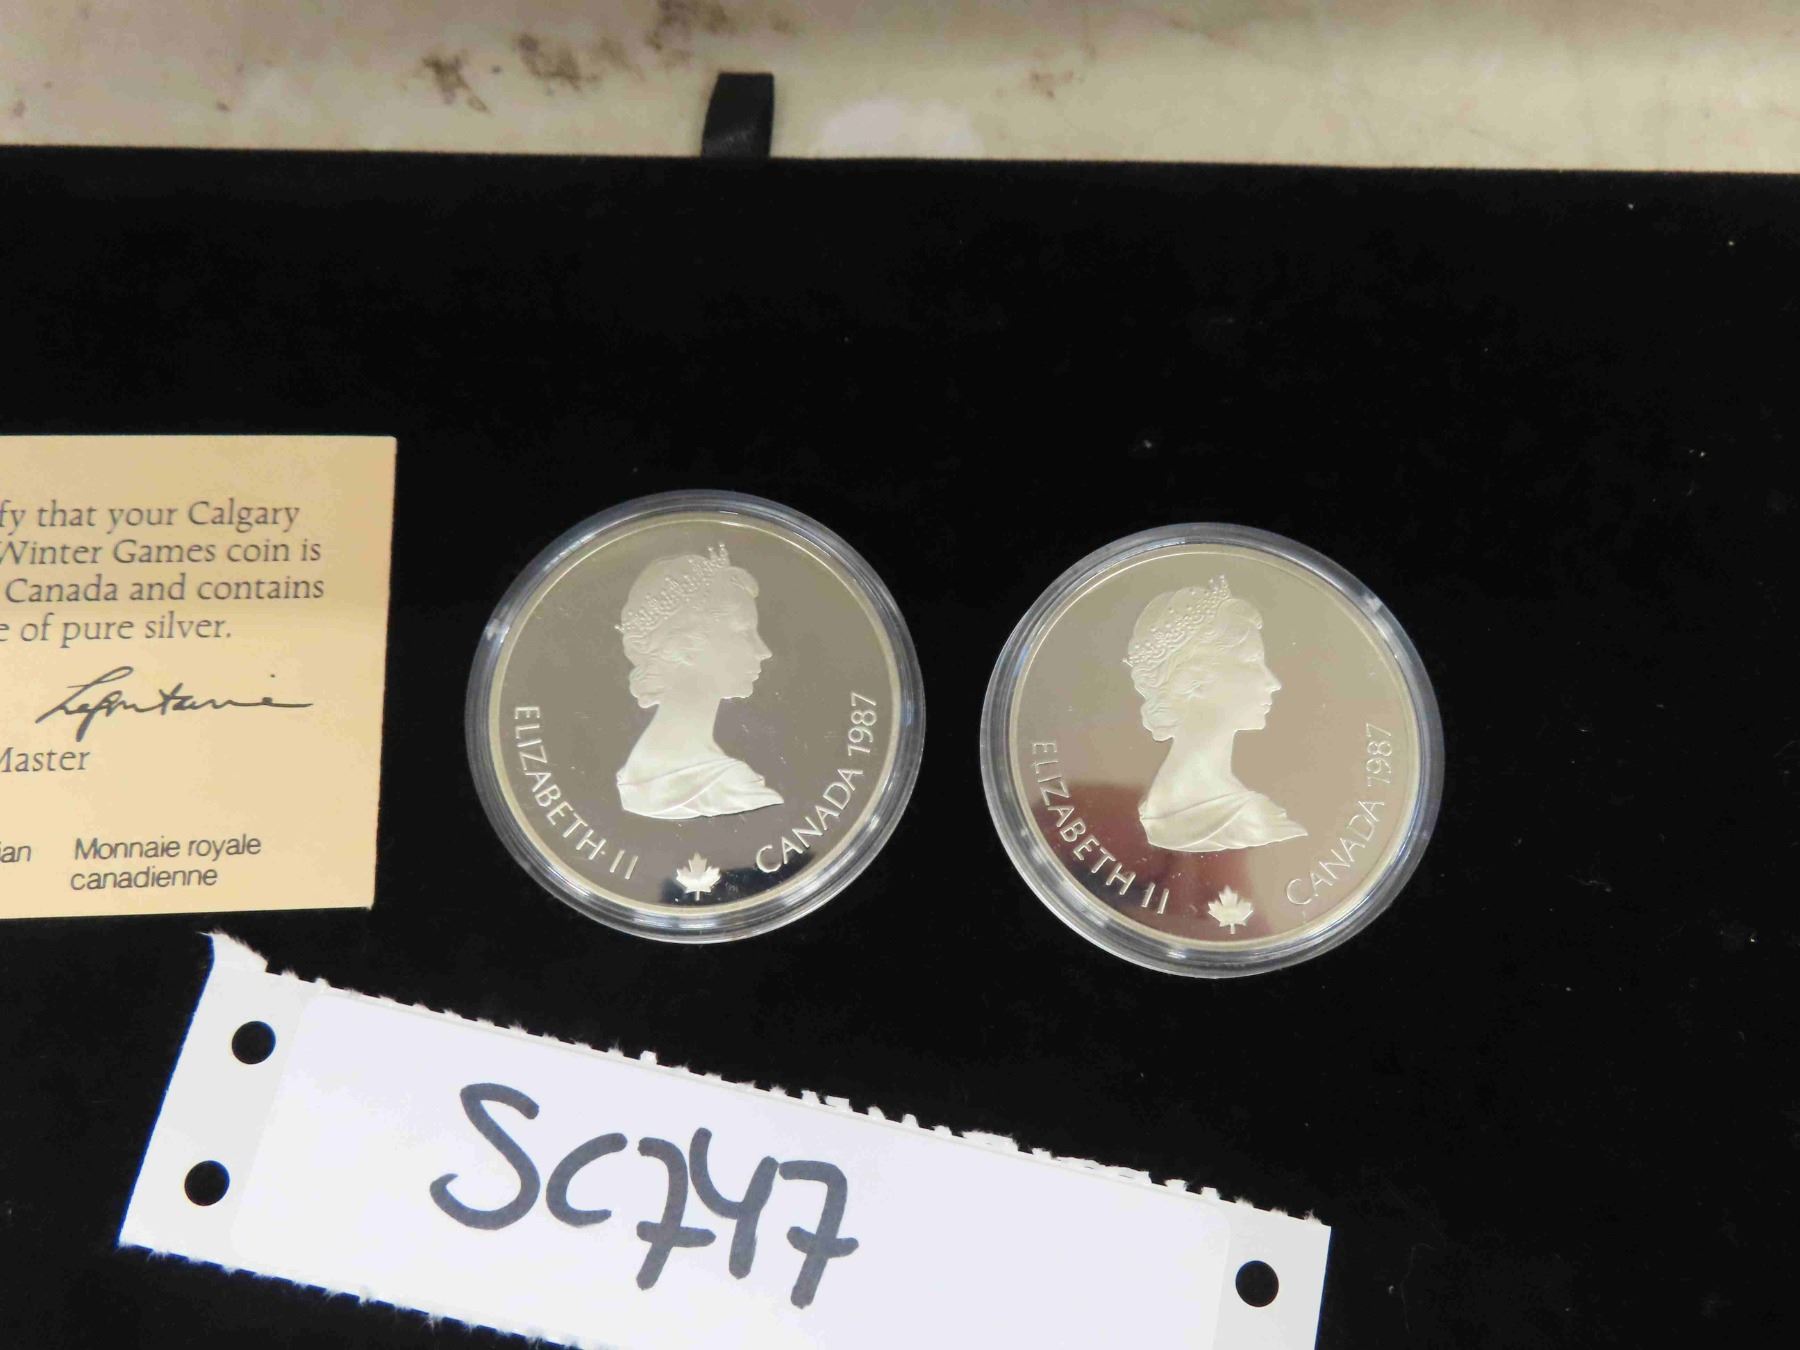 fy that your Calgary
Winter Games coin is
Canada and contains
e of pure silver.
Lafontaine
Master
ian
Monnaie royale
canadienne
ELIZABETH·II
CANADA 1987
ELIZABETH II
CANADA 1987
SC747